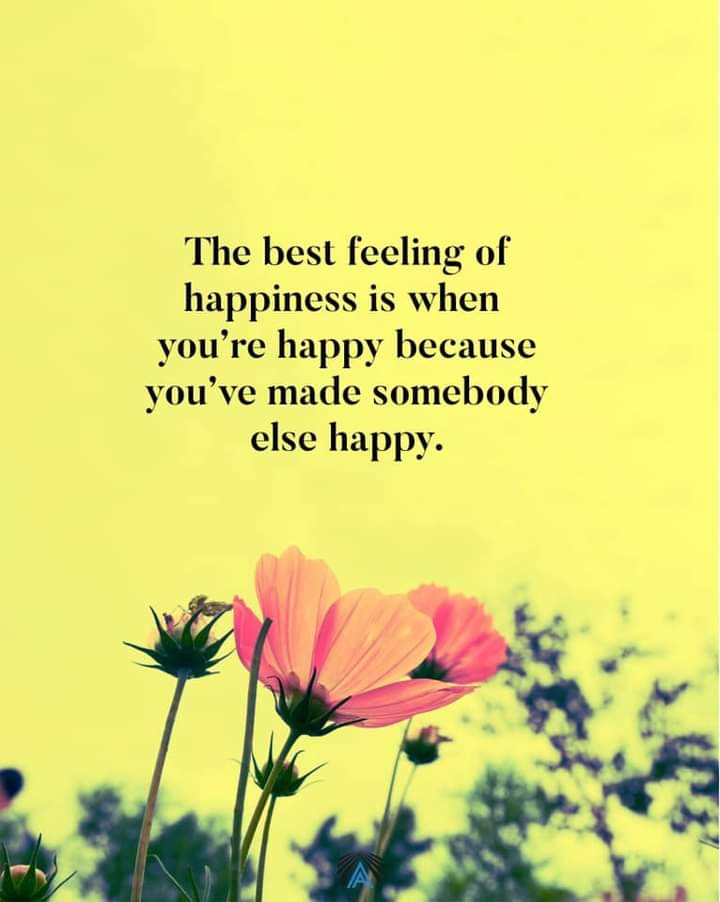 The best feeling of
happiness is when
you’re happy because
you’ve made somebody
else happy.